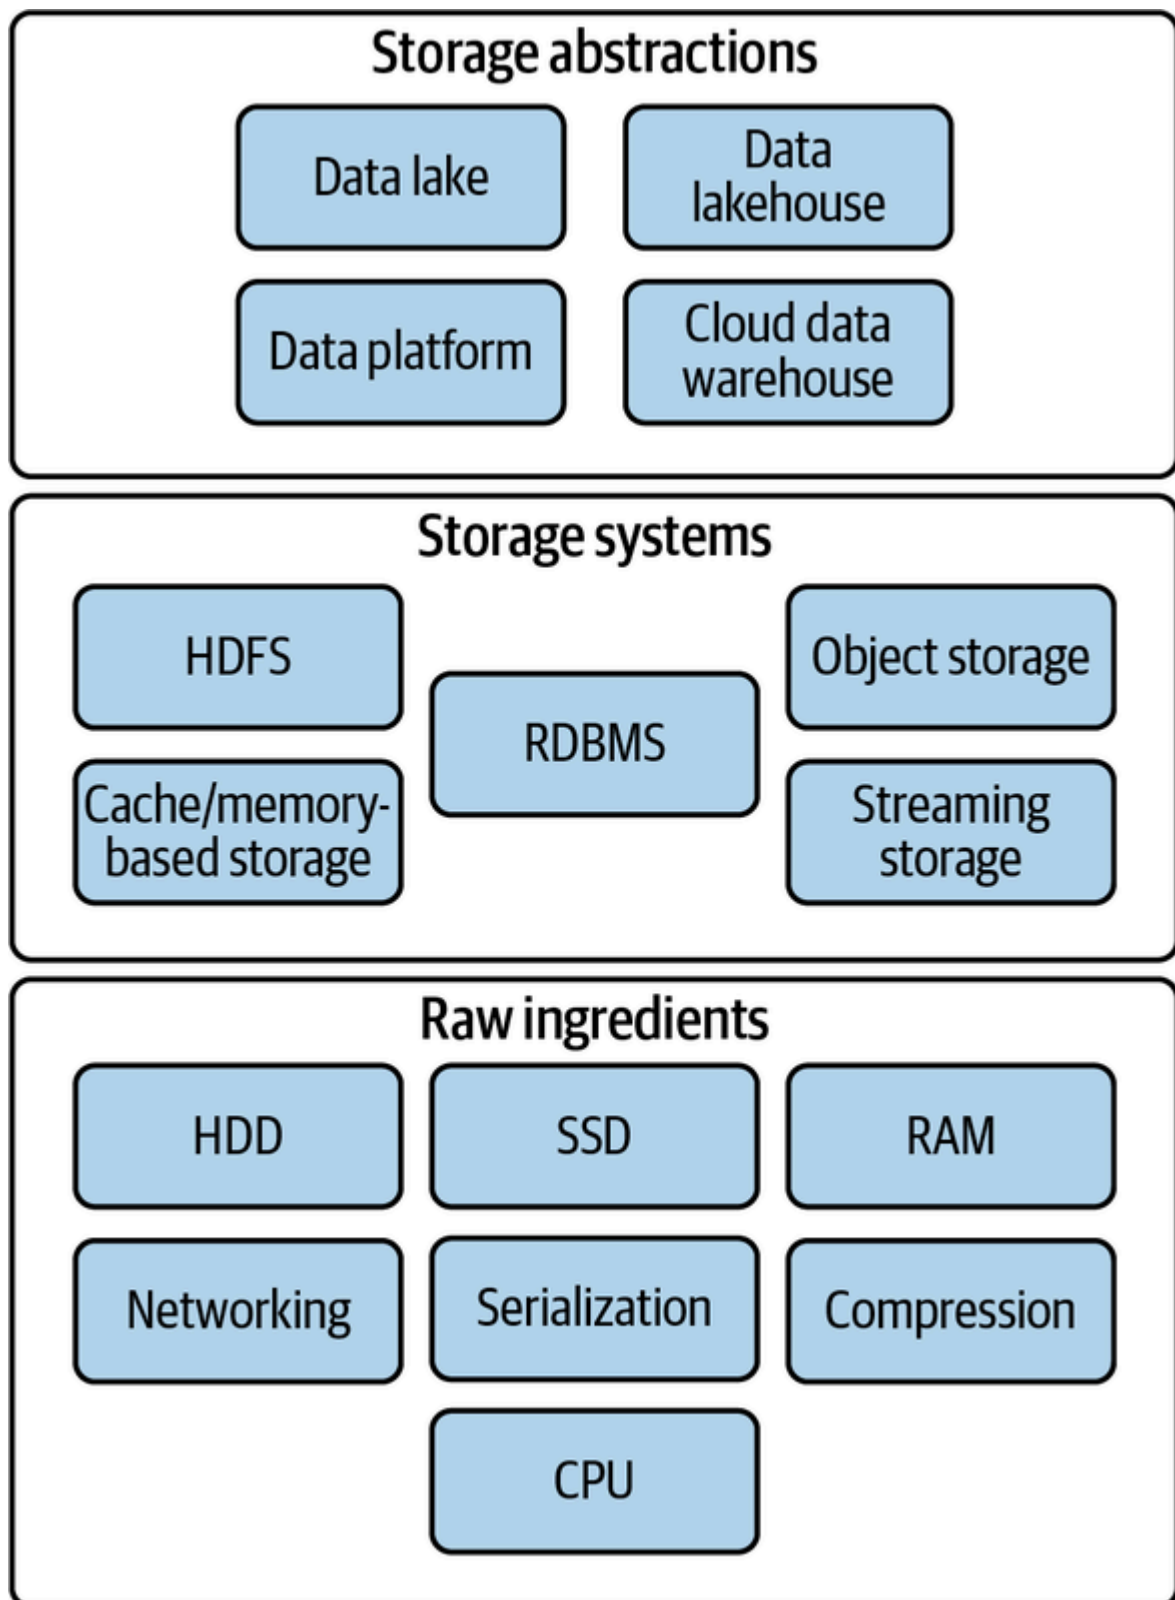 Storage abstractions
Data lake
Data
lakehouse
Data platform
Cloud data
warehouse
Storage systems
HDFS
Object storage
RDBMS
Cache/memory-
based storage
Streaming
storage
Raw ingredients
HDD
SSD
RAM
Networking
Serialization
Compression
CPU